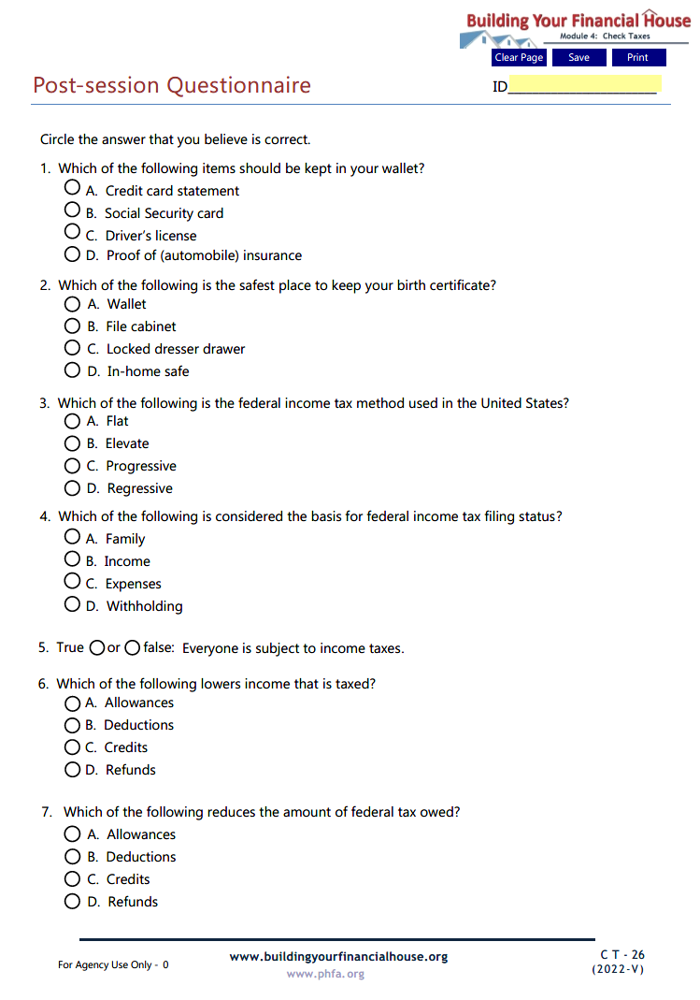 Building Your Financial House
Module 4: Check Taxes
Clear Page Save Print
Post-session Questionnaire
ID
Circle the answer that you believe is correct.
1. Which of the following items should be kept in your wallet?
A. Credit card statement
B. Social Security card
C. Driver's license
D. Proof of (automobile) insurance
2. Which of the following is the safest place to keep your birth certificate?
A. Wallet
B. File cabinet
C. Locked dresser drawer
D. In-home safe
3. Which of the following is the federal income tax method used in the United States?
A. Flat
B. Elevate
C. Progressive
D. Regressive
4. Which of the following is considered the basis for federal income tax filing status?
A. Family
B. Income
C. Expenses
D. Withholding
5. True or false: Everyone is subject to income taxes.
6. Which of the following lowers income that is taxed?
A. Allowances
B. Deductions
C. Credits
D. Refunds
7. Which of the following reduces the amount of federal tax owed?
A. Allowances
B. Deductions
C. Credits
D. Refunds
For Agency Use Only - 0
www.buildingyourfinancialhouse.org
www.phfa.org
C T - 26
(2022-V)